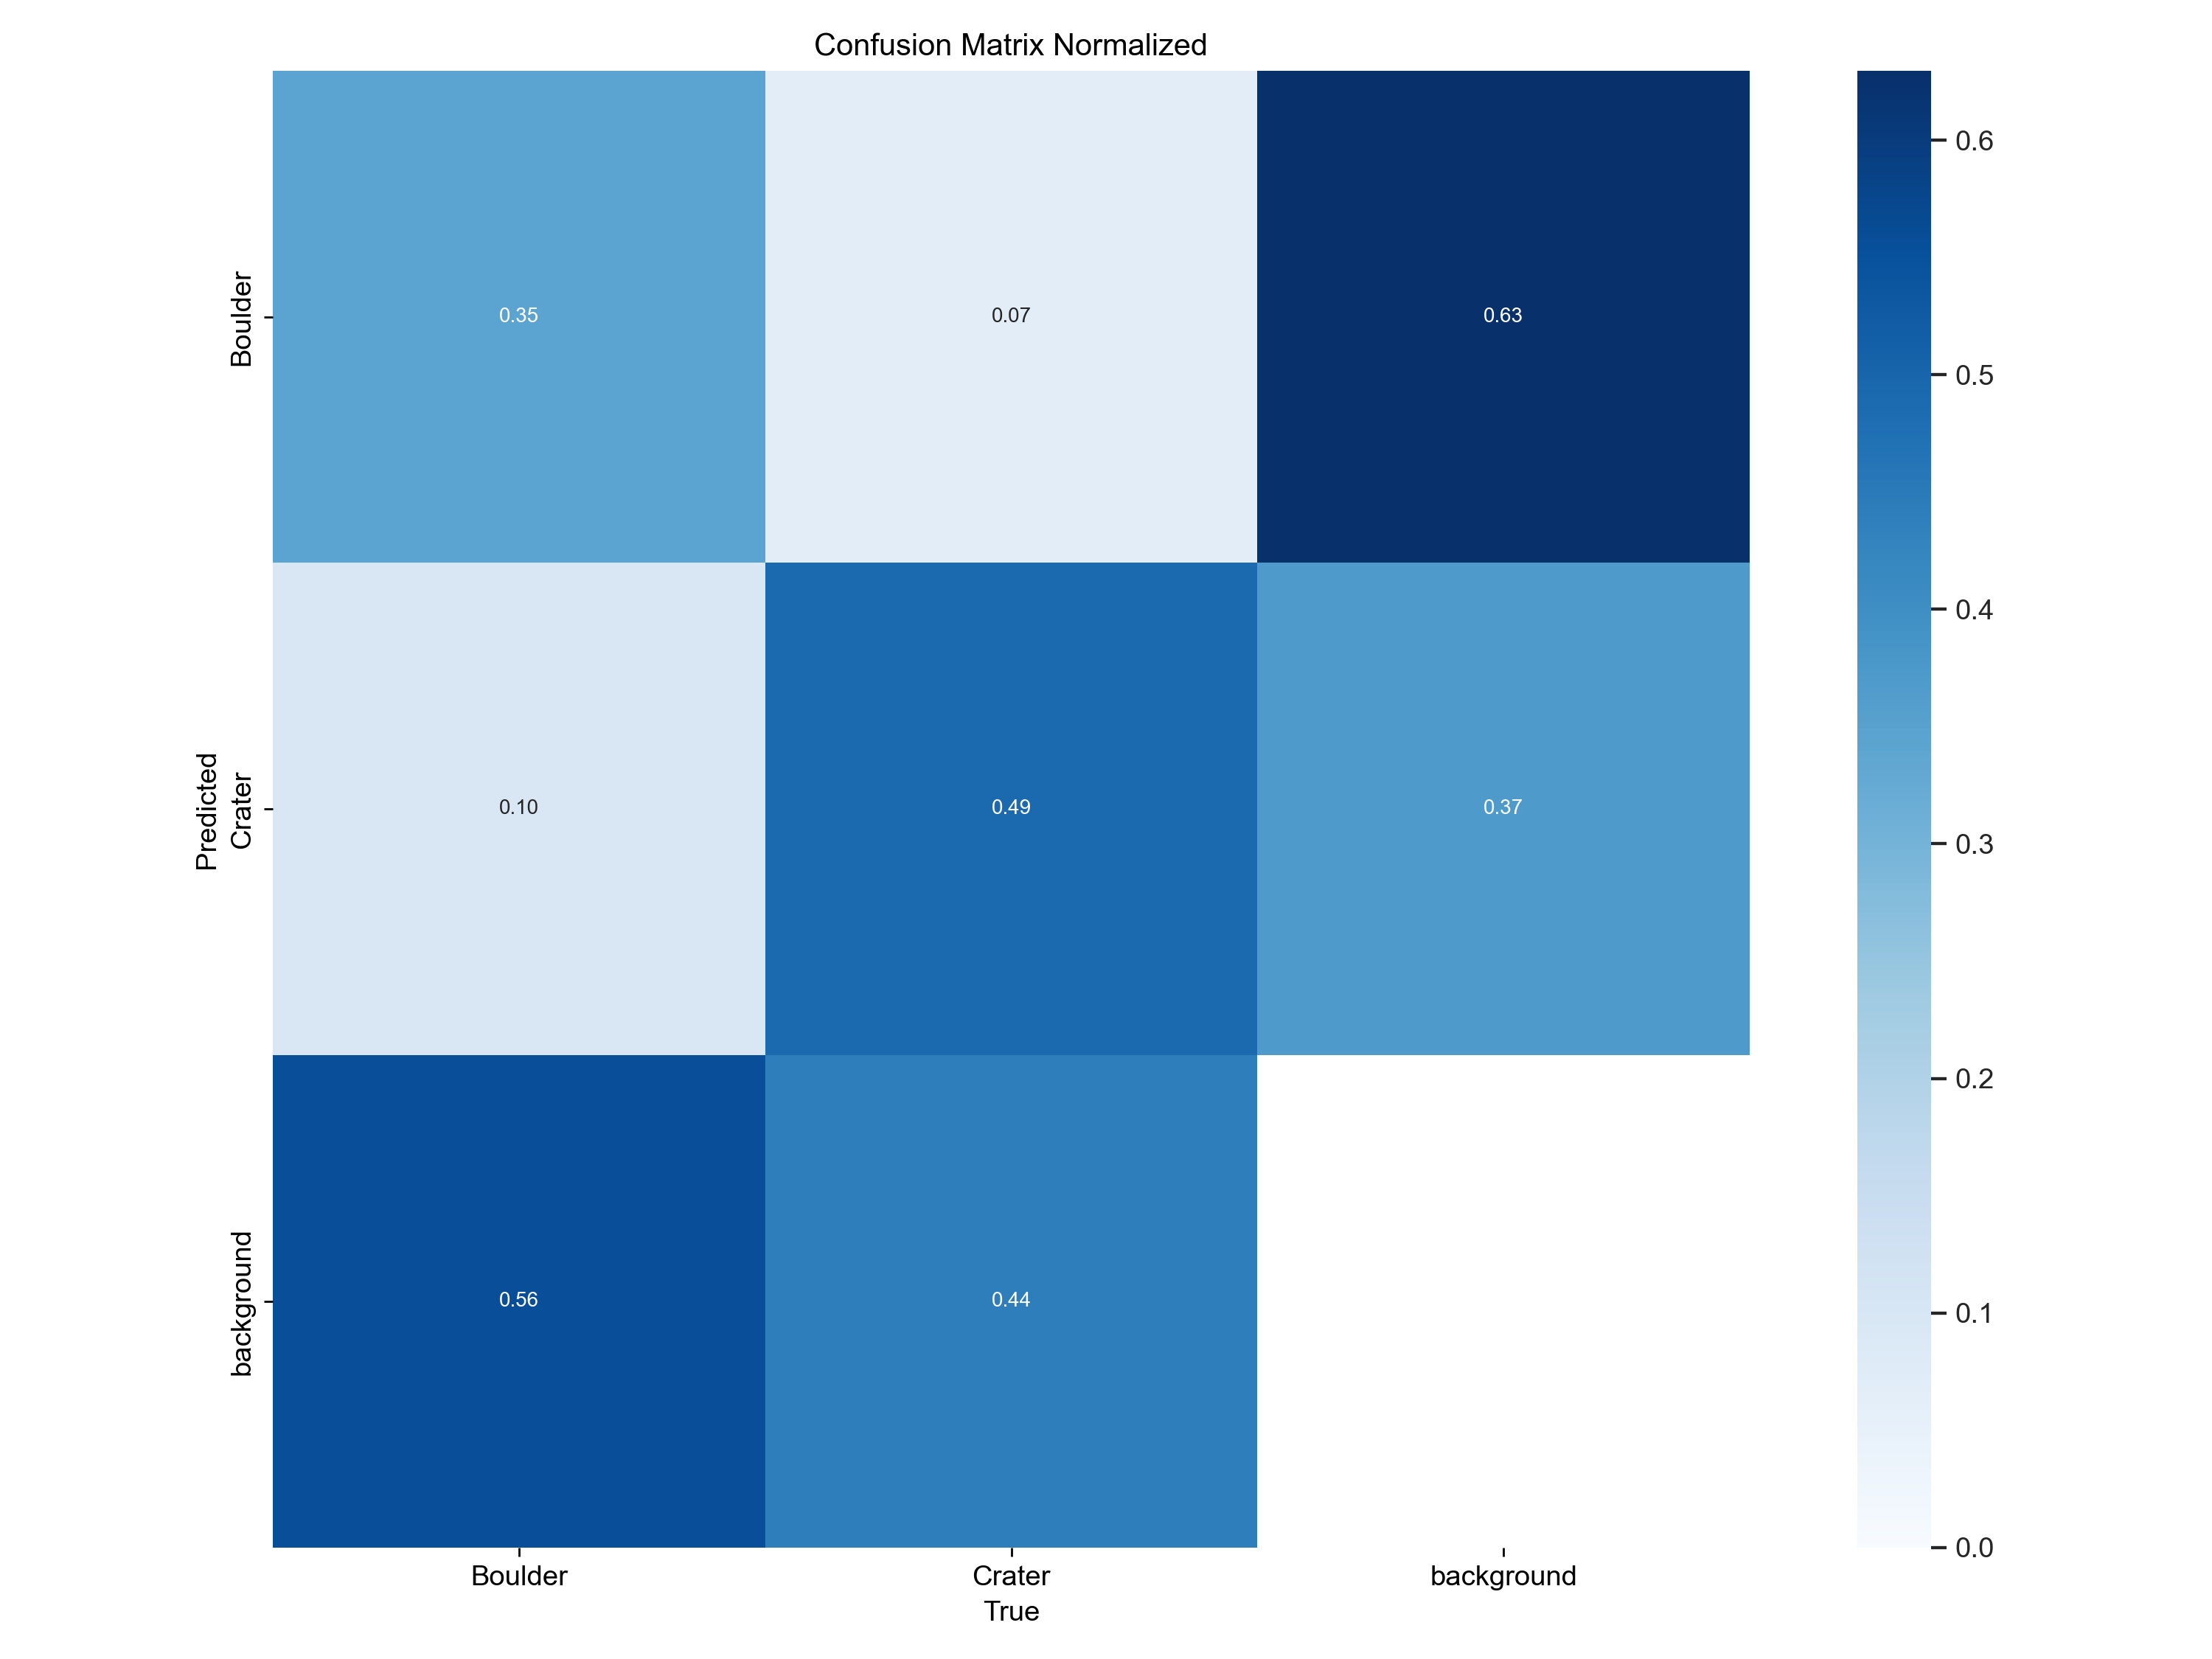 Confusion Matrix Normalized
Predicted
Boulder
0.35
0.07
0.63
Crater
0.10
0.49
0.37
background
0.56
0.44
Boulder
Crater
background
True
0.6
0.5
0.4
0.3
0.2
0.1
0.0